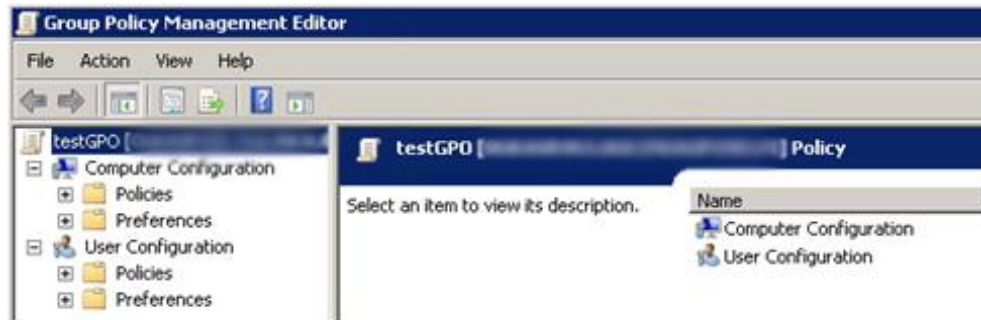 Group Policy Management Editor
File Action View Help
testGPO [
Computer Configuration
Policies
Preferences
User Configuration
Policies
Preferences
testGPO [ ] Policy
Select an item to view its description.
Name
Computer Configuration
User Configuration